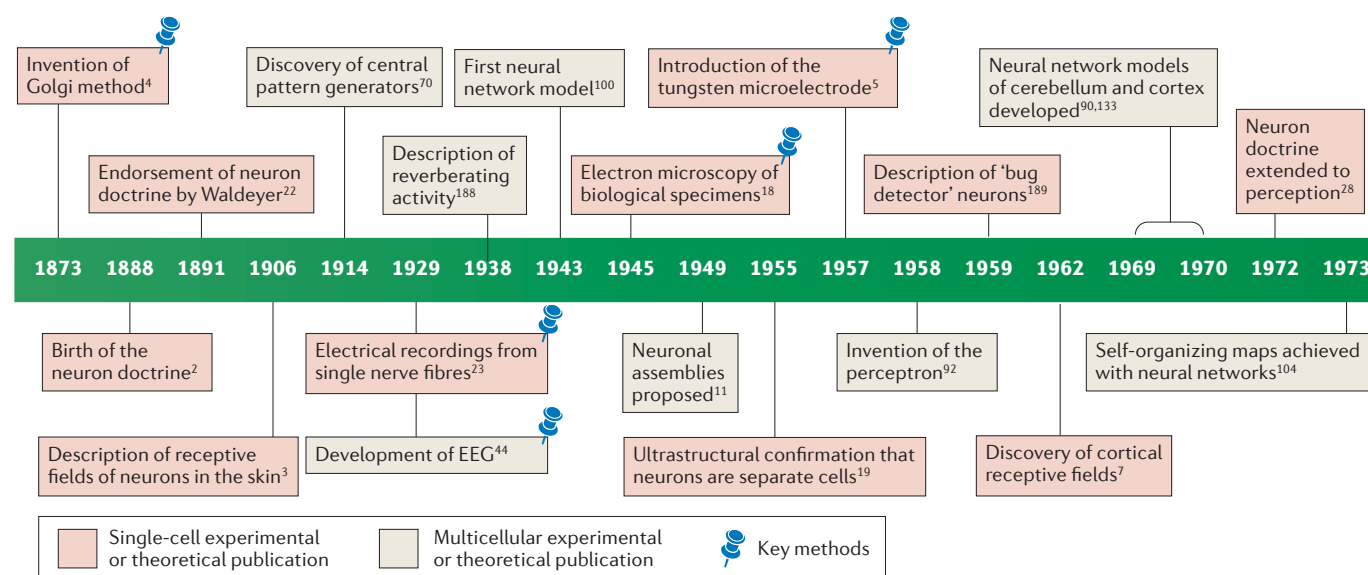 Invention of
Golgi method4
Discovery of central
pattern generators70
First neural
network model100
Introduction of the
tungsten microelectrode5
Neural network models
of cerebellum and cortex
developed90,133
Endorsement of neuron
doctrine by Waldeyer22
Description of
reverberating
activity188
Electron microscopy of
biological specimens18
Description of ‘bug
detector’ neurons189
Neuron
doctrine
extended to
perception28
1873 1888 1891 1906 1914 1929 1938 1943 1945 1949 1955 1957 1958 1959 1962 1969 1970 1972 1973
Birth of the
neuron doctrine2
Electrical recordings from
single nerve fibres23
Neuronal
assemblies
proposed11
Invention of the
perceptron92
Self-organizing maps achieved
with neural networks104
Description of receptive
fields of neurons in the skin3
Development of EEG44
Ultrastructural confirmation that
neurons are separate cells19
Discovery of cortical
receptive fields7
Single-cell experimental
or theoretical publication
Multicellular experimental
or theoretical publication
Key methods